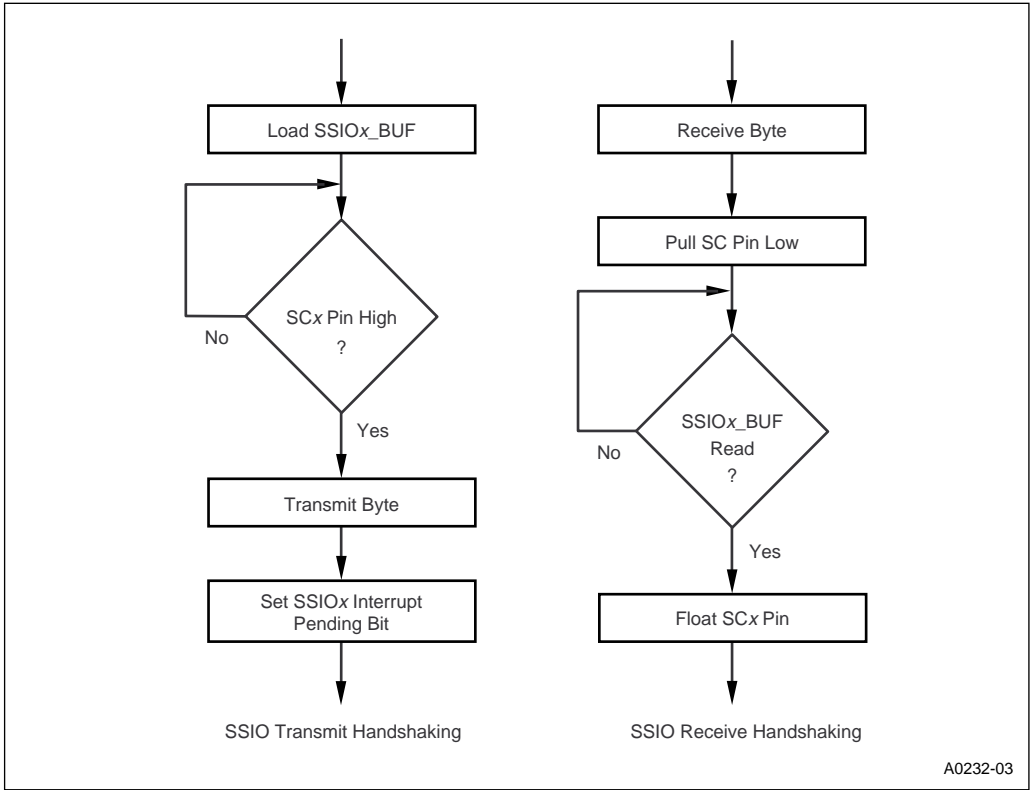 Load SSIOx_BUF
SCx Pin High
?
No
Yes
Transmit Byte
Set SSIOx Interrupt
Pending Bit
SSIO Transmit Handshaking
Receive Byte
Pull SC Pin Low
SSIOx_BUF
Read
?
No
Yes
Float SCx Pin
SSIO Receive Handshaking
A0232-03